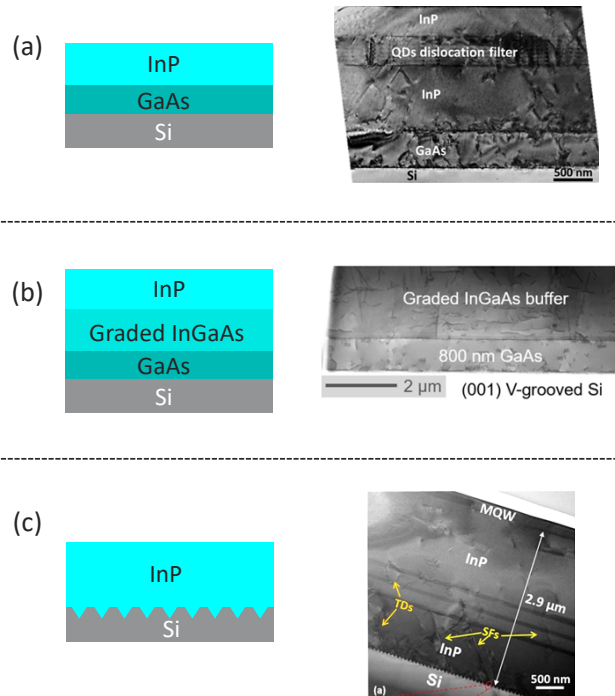 (a)
InP
GaAs
Si
InP
QDs dislocation filter
InP
GaAs
Si
500 nm
(b)
InP
Graded InGaAs
GaAs
Si
Graded InGaAs buffer
800 nm GaAs
2 μm
(001) V-grooved Si
(c)
InP
Si
MQW
InP
2.9 μm
TDs
SFs
InP
Si
(a)
500 nm